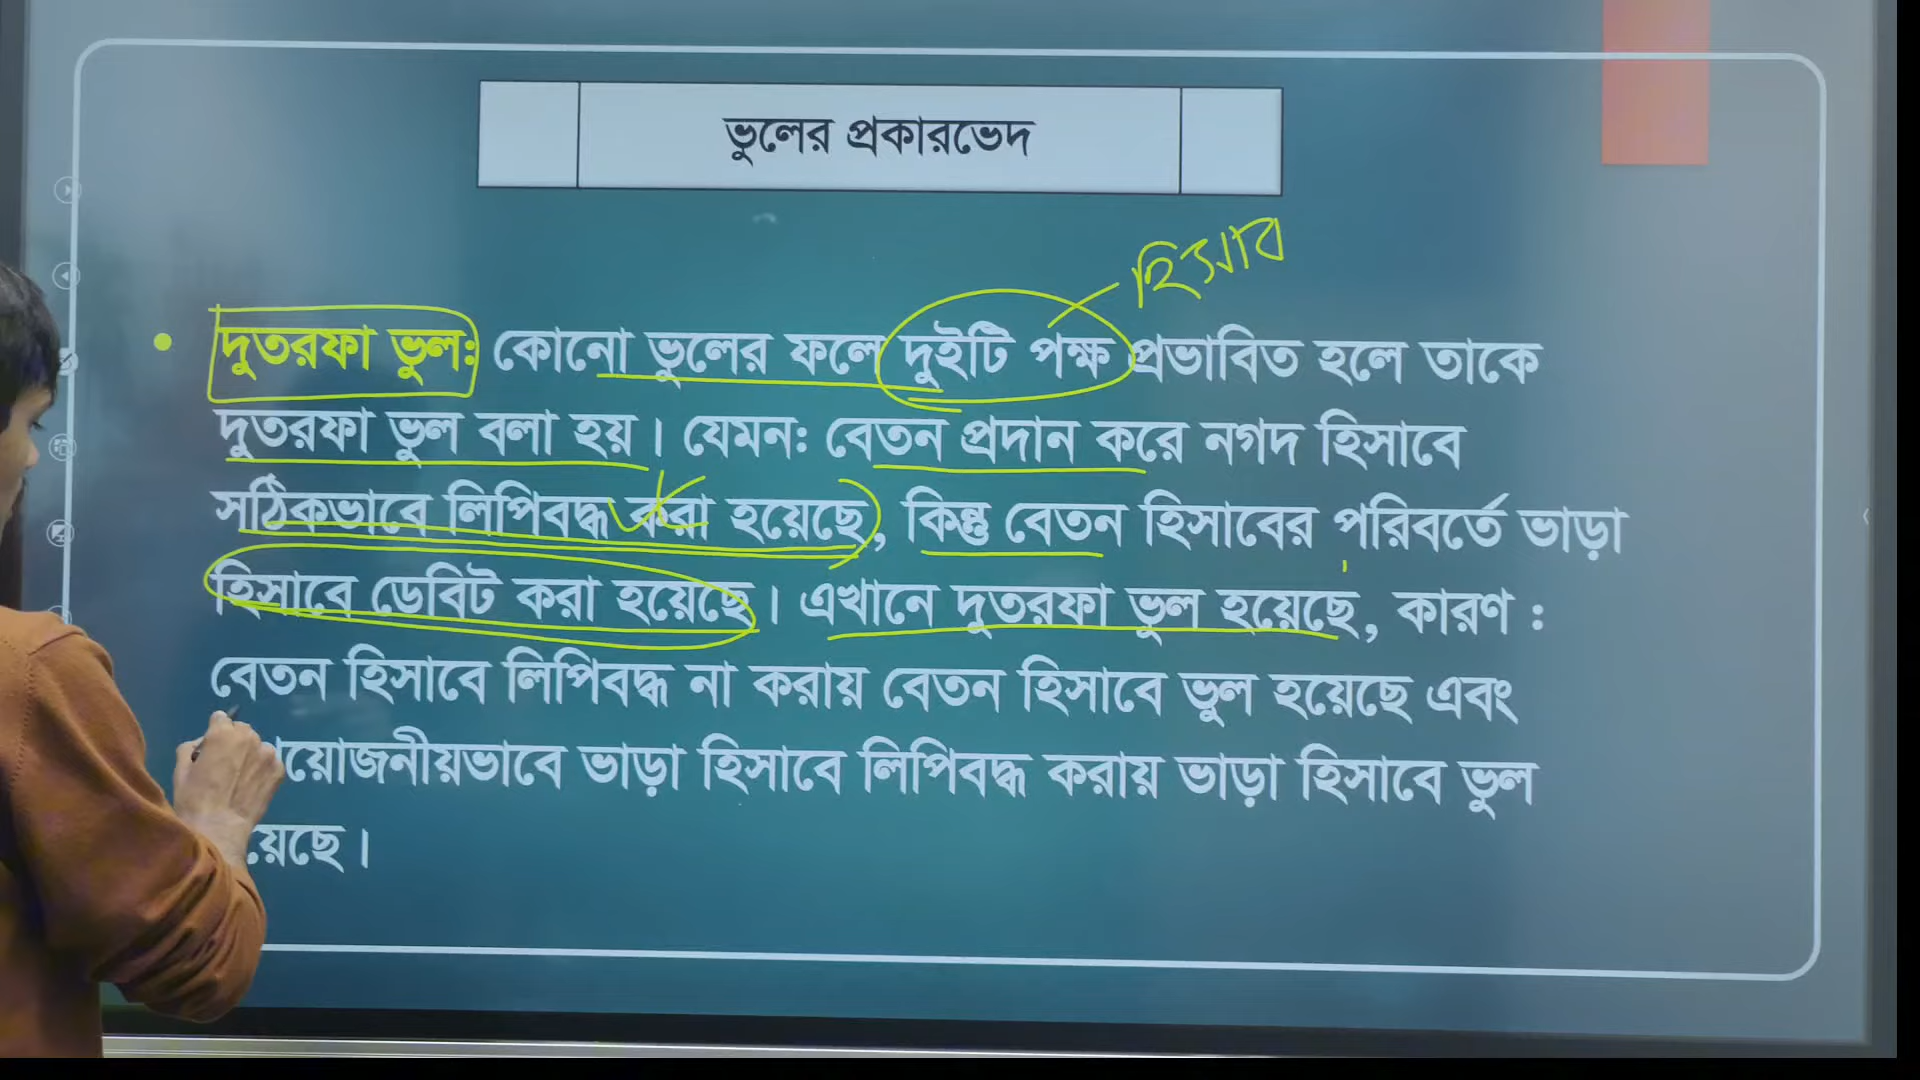 ভুলের প্রকারভেদ
হিসাব
দুতরফা ভুল: কোনো ভুলের ফলে দুইটি পক্ষ প্রভাবিত হলে তাকে
দুতরফা ভুল বলা হয়। যেমন: বেতন প্রদান করে নগদ হিসাবে
সঠিকভাবে লিপিবদ্ধ করা হয়েছে, কিন্তু বেতন হিসাবের পরিবর্তে ভাড়া
হিসাবে ডেবিট করা হয়েছে। এখানে দুতরফা ভুল হয়েছে, কারণ :
বেতন হিসাবে লিপিবদ্ধ না করায় বেতন হিসাবে ভুল হয়েছে এবং
ভাড়া হিসাবে লিপিবদ্ধ করায় ভাড়া হিসাবে ভুল